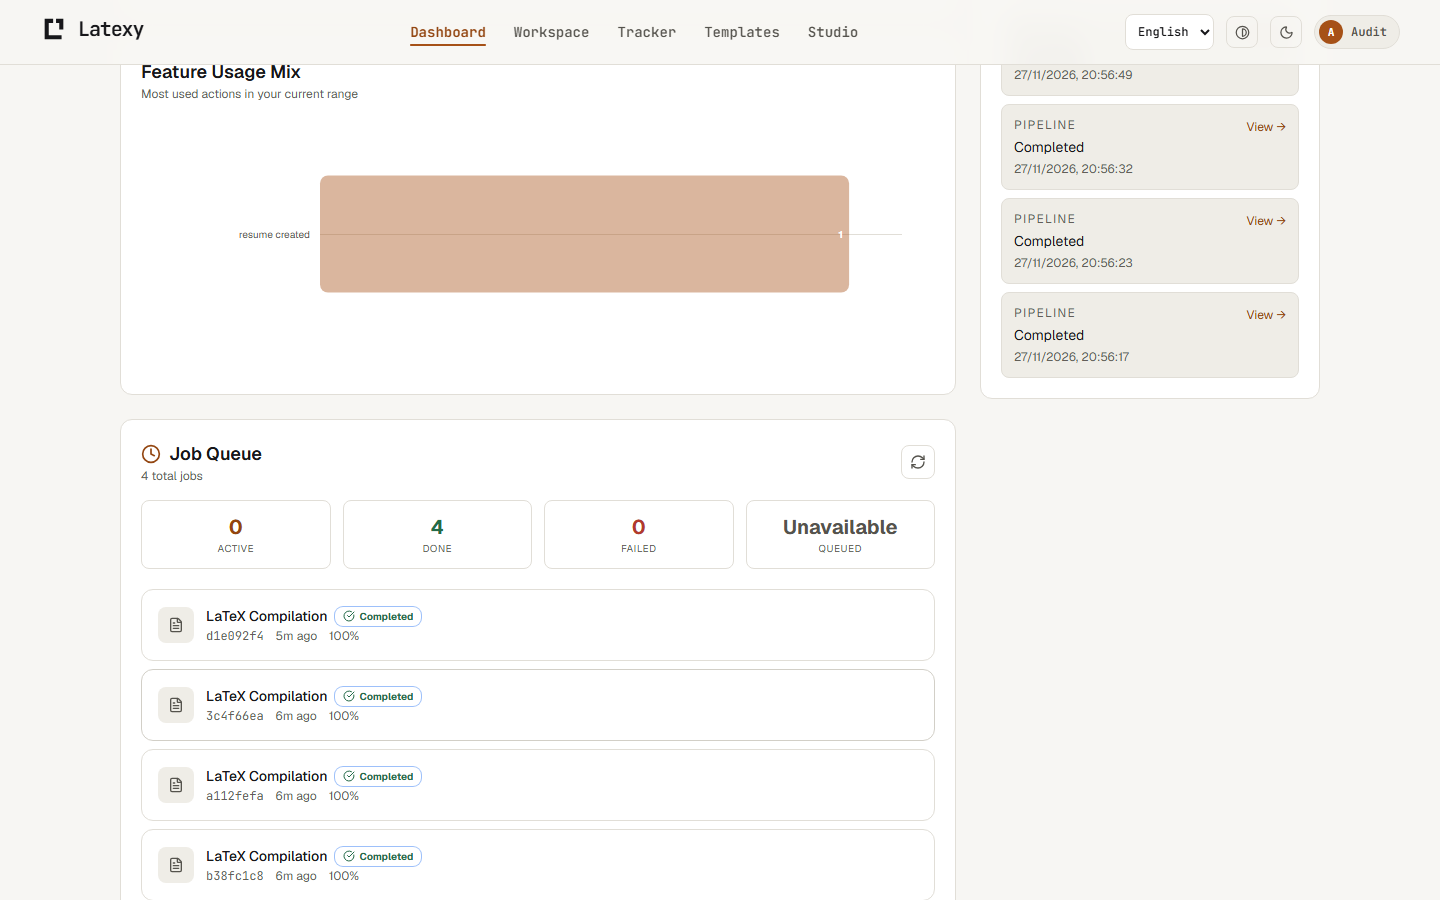 Latexy
Dashboard
Workspace
Tracker
Templates
Studio
English
A
Audit
Feature Usage Mix
Most used actions in your current range
resume created
1
27/11/2026, 20:56:49
PIPELINE
View →
Completed
27/11/2026, 20:56:32
PIPELINE
View →
Completed
27/11/2026, 20:56:23
PIPELINE
View →
Completed
27/11/2026, 20:56:17
Job Queue
4 total jobs
0
ACTIVE
4
DONE
0
FAILED
Unavailable
QUEUED
LaTeX Compilation Completed
d1e092f4 5m ago 100%
LaTeX Compilation Completed
3c4f66ea 6m ago 100%
LaTeX Compilation Completed
a112fefa 6m ago 100%
LaTeX Compilation Completed
b38fc1c8 6m ago 100%